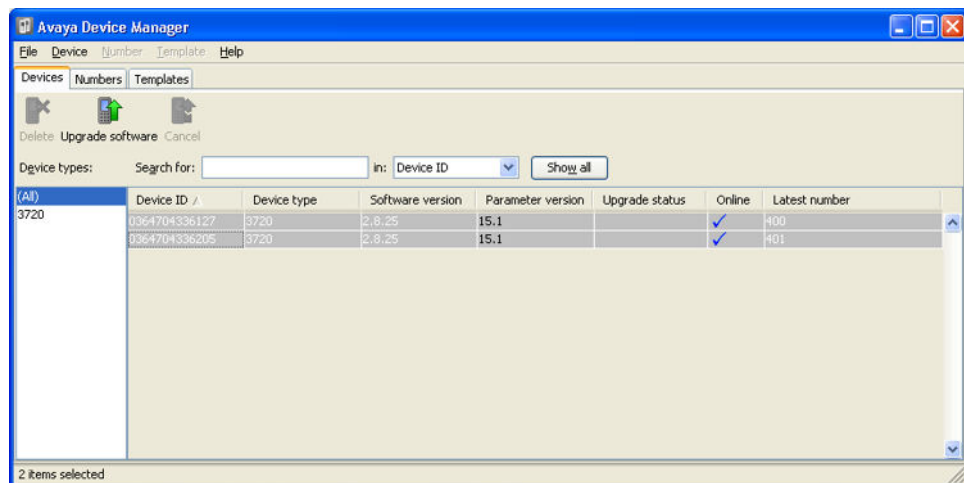 Avaya Device Manager
File Device Number Template Help
Devices Numbers Templates
Delete Upgrade software Cancel
Device types: Search for: in: Device ID Show all
(All) Device ID Device type Software version Parameter version Upgrade status Online Latest number
3720 0364704336127 3720 2.8.25 15.1 400
0364704336205 3720 2.8.25 15.1 401
2 items selected